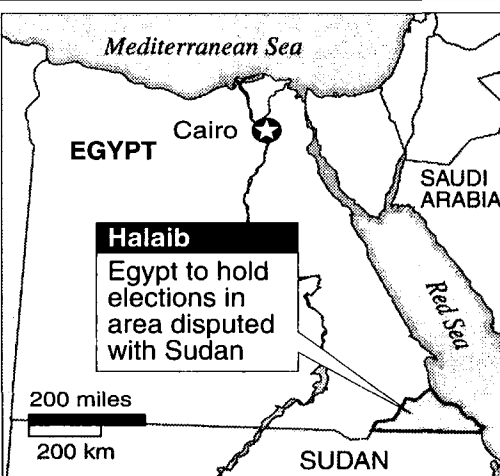 Mediterranean Sea
Cairo
EGYPT
SAUDI
ARABIA
Halaib
Egypt to hold
elections in
area disputed
with Sudan
Red Sea
200 miles
200 km
SUDAN